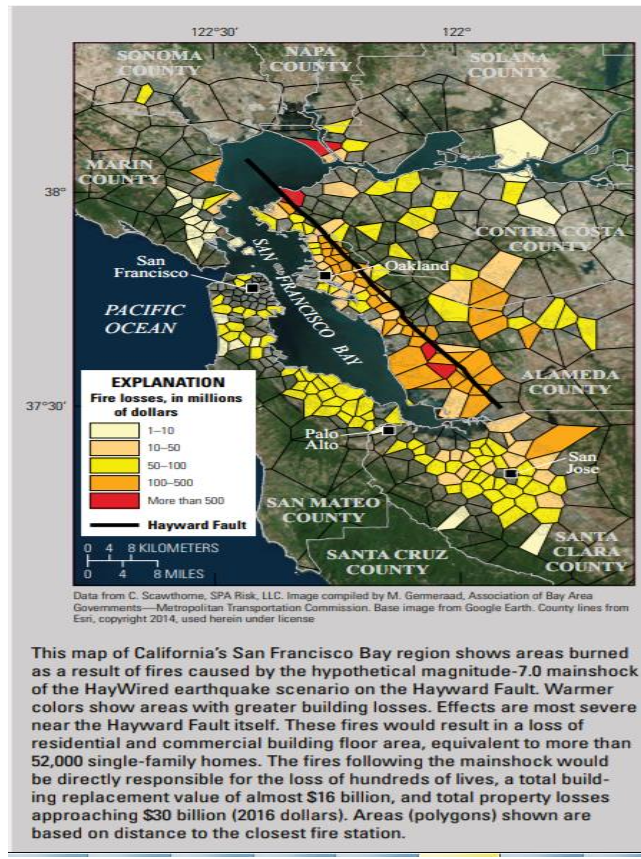 122°30'
122°
SONOMA
COUNTY
NAPA
COUNTY
SOLANA
COUNTY
MARIN
COUNTY
38°
CONTRA COSTA
COUNTY
San
Francisco
Oakland
SAN FRANCISCO BAY
PACIFIC
OCEAN
EXPLANATION
Fire losses, in millions
of dollars
1–10
10–50
50–100
100–500
More than 500
Hayward Fault
0 4 8 KILOMETERS
0 4 8 MILES
ALAMEDA
COUNTY
37°30'
Palo
Alto
San
Jose
SAN MATEO
COUNTY
SANTA CRUZ
COUNTY
SANTA
CLARA
COUNTY
Data from C. Scawthorne, SPA Risk, LLC. Image compiled by M. Germeraad, Association of Bay Area
Governments—Metropolitan Transportation Commission. Base image from Google Earth. County lines from
Esri, copyright 2014, used herein under license
This map of California's San Francisco Bay region shows areas burned
as a result of fires caused by the hypothetical magnitude-7.0 mainshock
of the HayWired earthquake scenario on the Hayward Fault. Warmer
colors show areas with greater building losses. Effects are most severe
near the Hayward Fault itself. These fires would result in a loss of
residential and commercial building floor area, equivalent to more than
52,000 single-family homes. The fires following the mainshock would
be directly responsible for the loss of hundreds of lives, a total build-
ing replacement value of almost $16 billion, and total property losses
approaching $30 billion (2016 dollars). Areas (polygons) shown are
based on distance to the closest fire station.